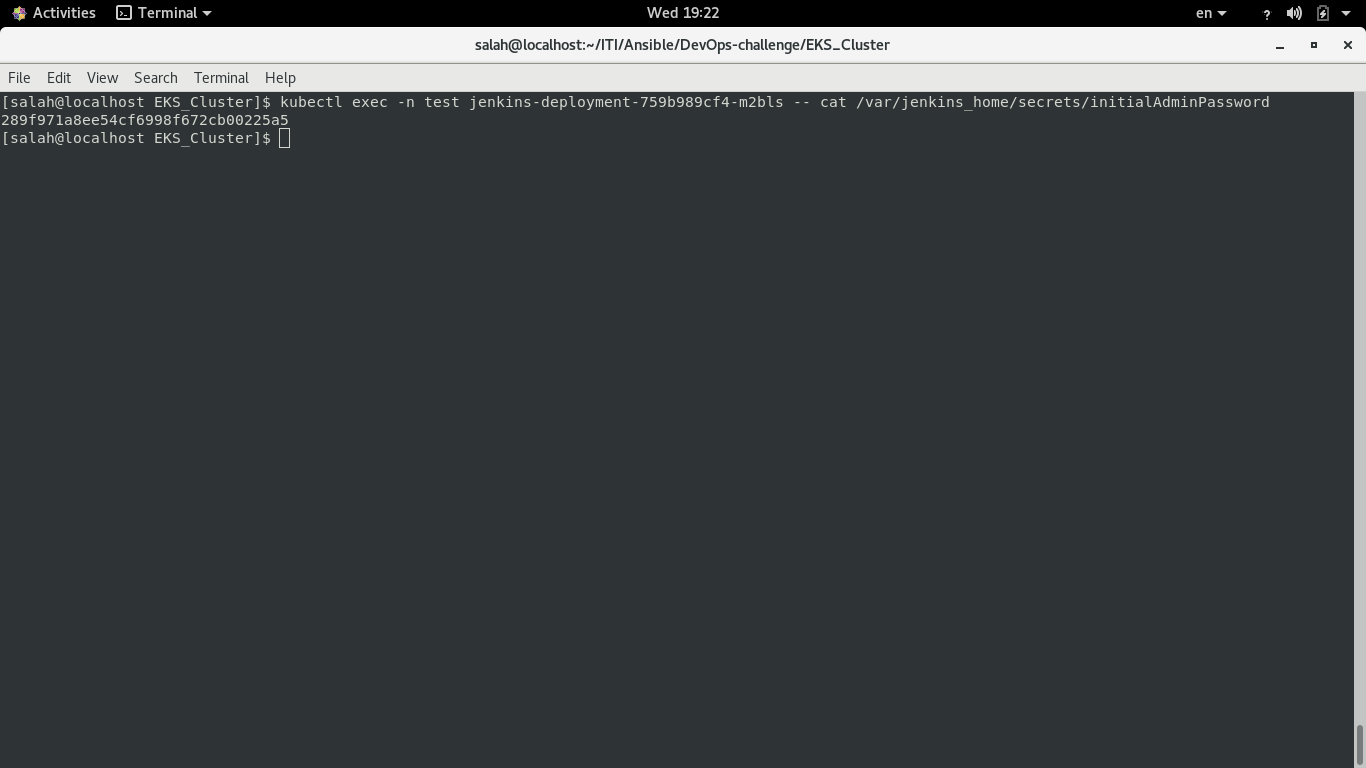 Activities Terminal Wed 19:22 en
salah@localhost:~/ITI/Ansible/DevOps-challenge/EKS_Cluster
File Edit View Search Terminal Help
[salah@localhost EKS_Cluster]$ kubectl exec -n test jenkins-deployment-759b989cf4-m2bls -- cat /var/jenkins_home/secrets/initialAdminPassword
289f971a8ee54cf6998f672cb00225a5
[salah@localhost EKS_Cluster]$